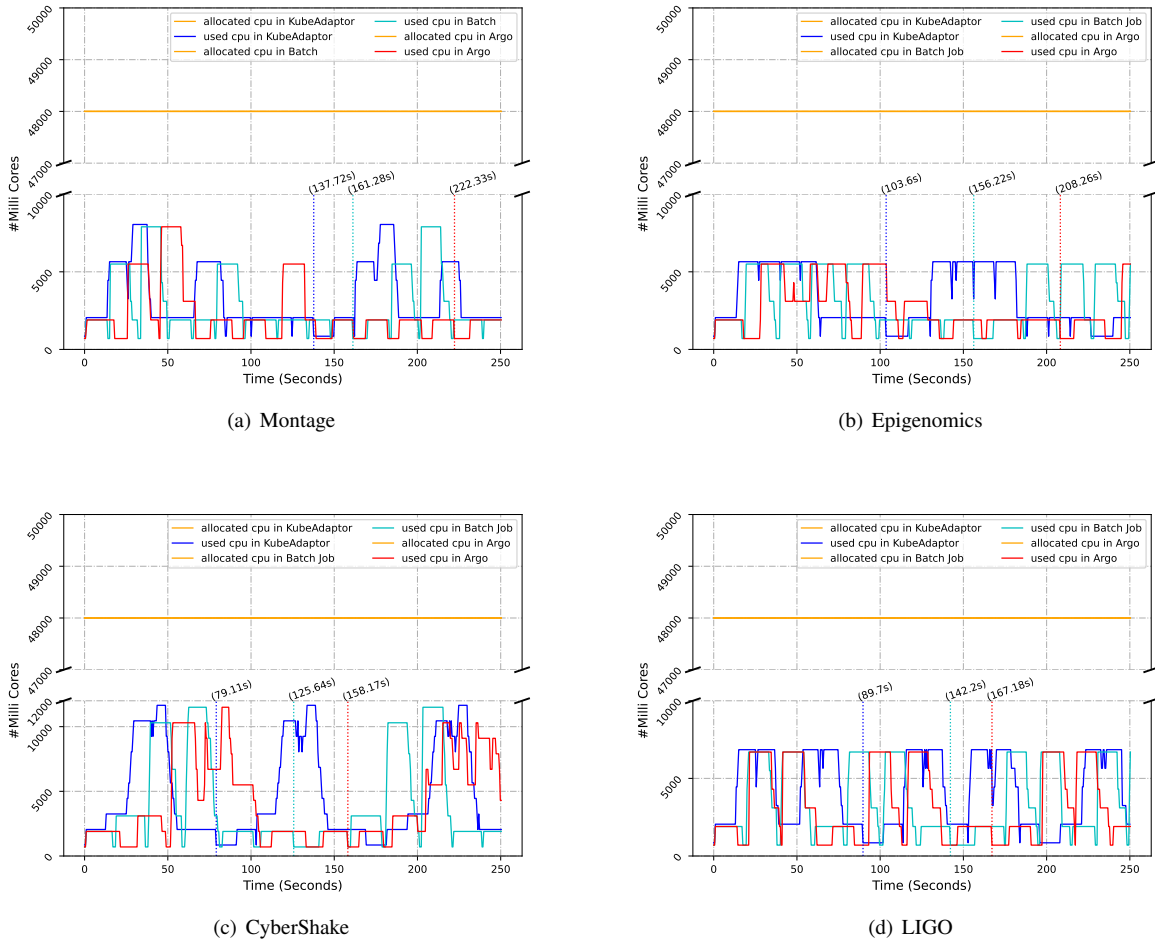 50000
49000
48000
47000
10000
5000
0
#Milli Cores
allocated cpu in KubeAdaptor
used cpu in KubeAdaptor
allocated cpu in Batch
used cpu in Batch
allocated cpu in Argo
used cpu in Argo
(137.72s)
(161.28s)
(222.33s)
0 50 100 150 200 250
Time (Seconds)
(a) Montage
50000
49000
48000
47000
10000
5000
0
#Milli Cores
allocated cpu in KubeAdaptor
used cpu in KubeAdaptor
allocated cpu in Batch Job
used cpu in Batch Job
allocated cpu in Argo
used cpu in Argo
(103.6s)
(156.22s)
(208.26s)
0 50 100 150 200 250
Time (Seconds)
(b) Epigenomics
50000
49000
48000
47000
12000
10000
5000
0
#Milli Cores
allocated cpu in KubeAdaptor
used cpu in KubeAdaptor
allocated cpu in Batch Job
used cpu in Batch Job
allocated cpu in Argo
used cpu in Argo
(79.11s)
(125.64s)
(158.17s)
0 50 100 150 200 250
Time (Seconds)
(c) CyberShake
50000
49000
48000
47000
10000
5000
0
#Milli Cores
allocated cpu in KubeAdaptor
used cpu in KubeAdaptor
allocated cpu in Batch Job
used cpu in Batch Job
allocated cpu in Argo
used cpu in Argo
(89.7s)
(142.2s)
(167.18s)
0 50 100 150 200 250
Time (Seconds)
(d) LIGO